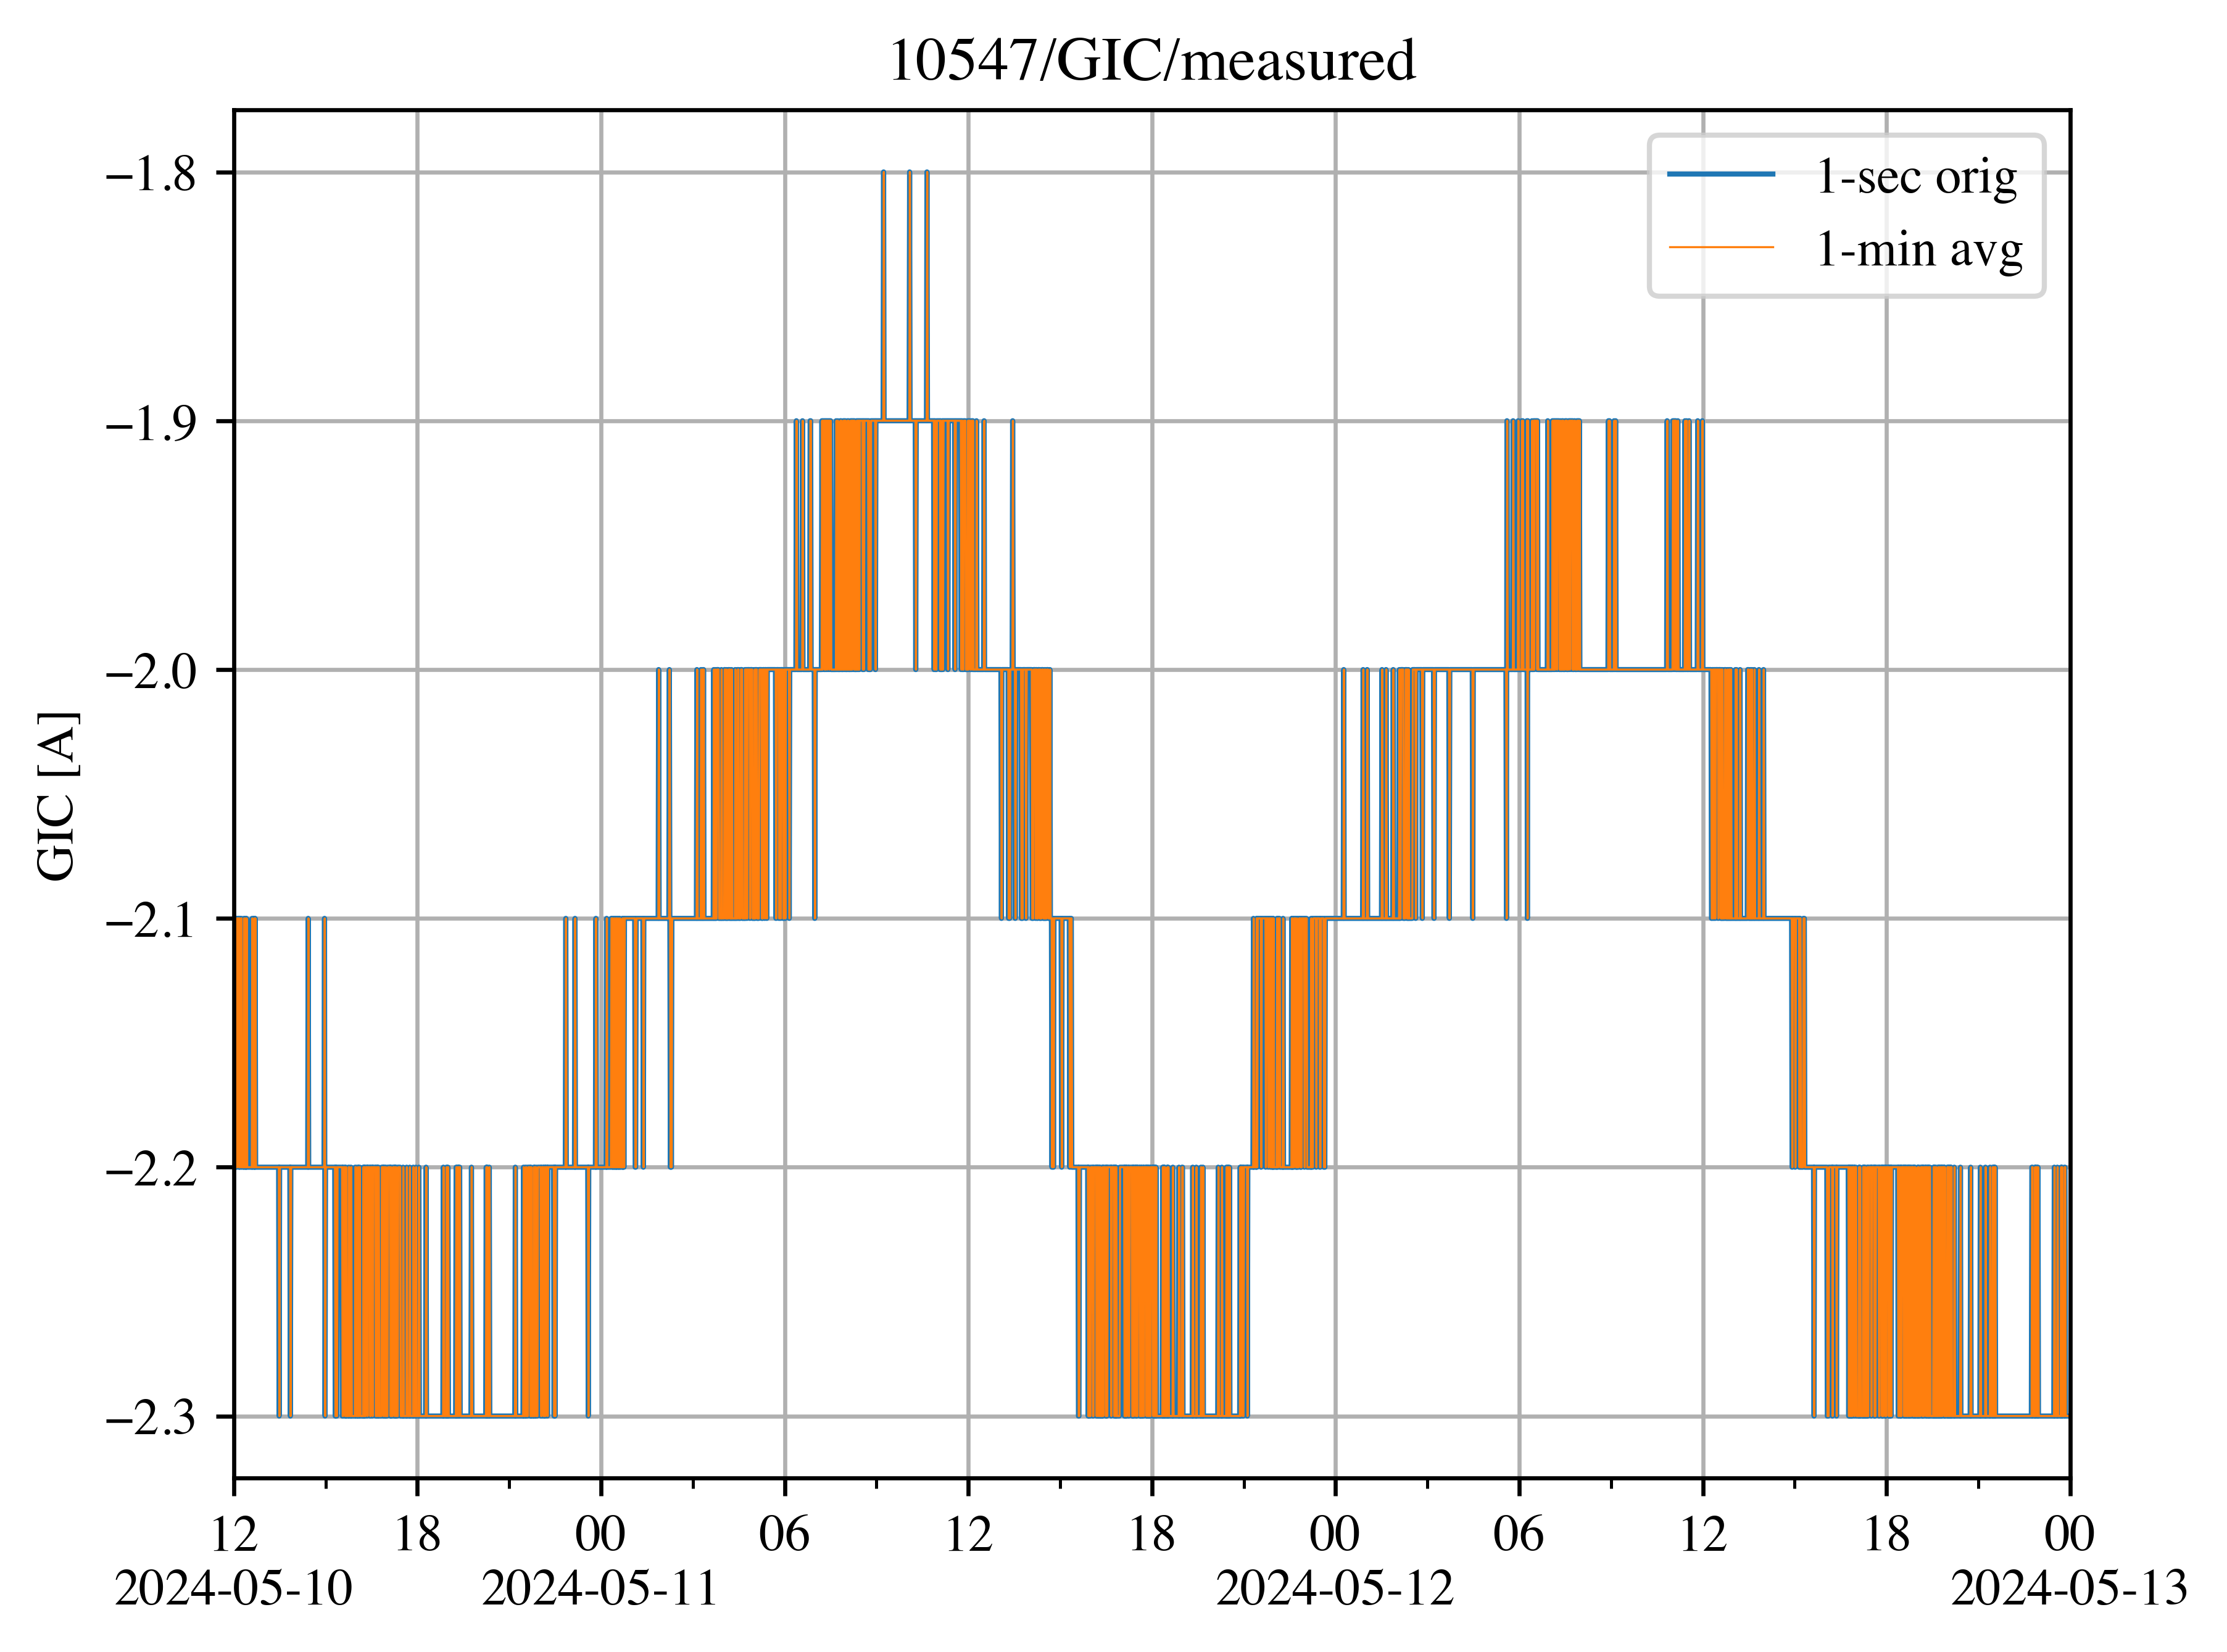 10547/GIC/measured
1-sec orig
1-min avg
−1.8
−1.9
−2.0
−2.1
−2.2
−2.3
GIC [A]
12 18 00 06 12 18 00 06 12 18 00
2024-05-10 2024-05-11 2024-05-12 2024-05-13